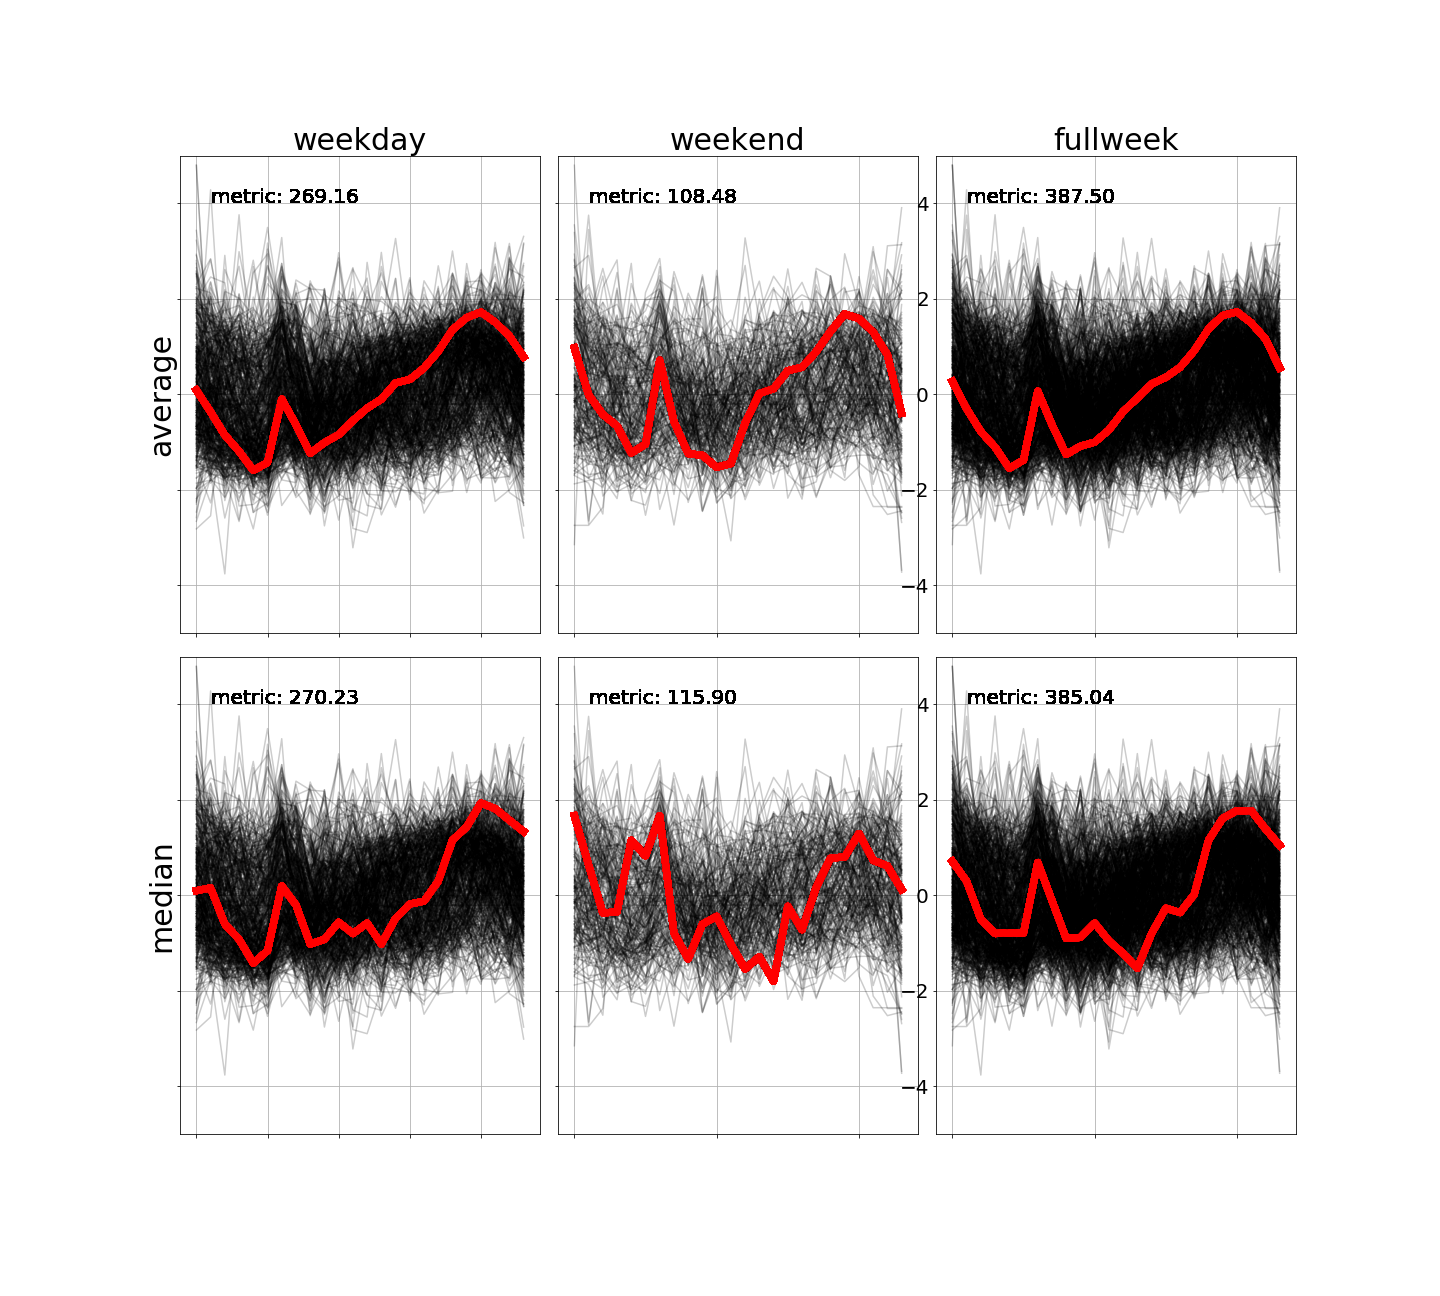 weekday
weekend
fullweek
average
metric: 269.16
metric: 108.48
metric: 387.50
4
2
0
−2
−4
median
metric: 270.23
metric: 115.90
metric: 385.04
4
2
0
−2
−4